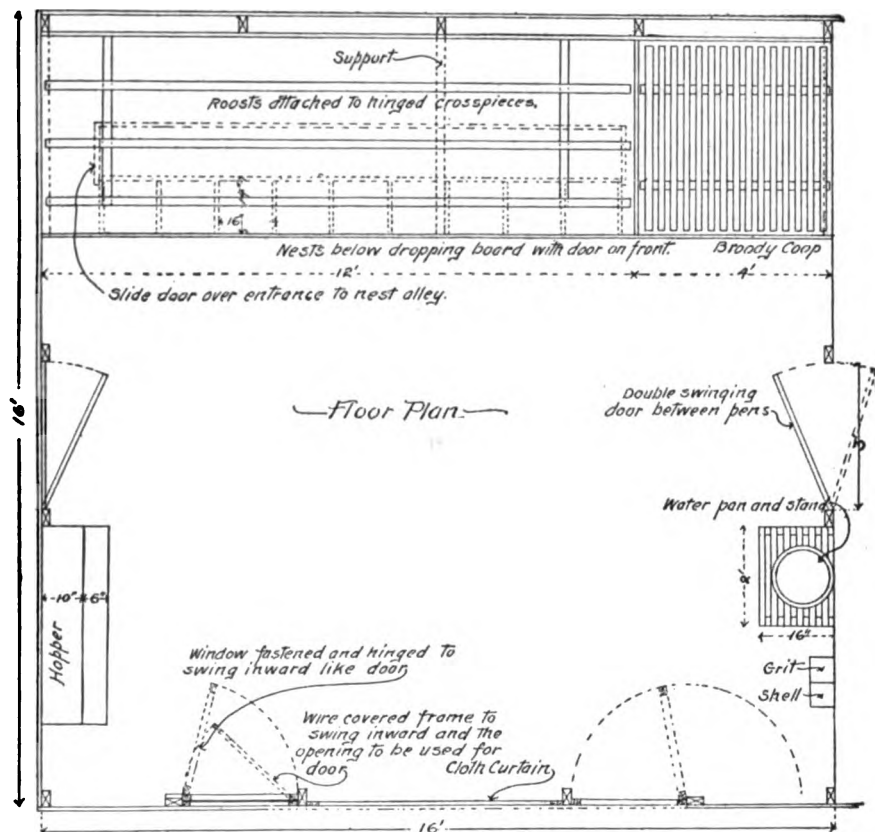 Support
Roosts attached to hinged crosspieces.
16"
Nests below dropping board with door on front.
Broody Coop
12'
4'
Slide door over entrance to nest alley.
16'
Floor Plan
Double swinging
door between pens
Water pan and stand
10" 6"
Hopper
16"
Window fastened and hinged to
swing inward like door
Grit
Shell
Wire covered frame to
swing inward and the
opening to be used for
door
Cloth Curtain
16'